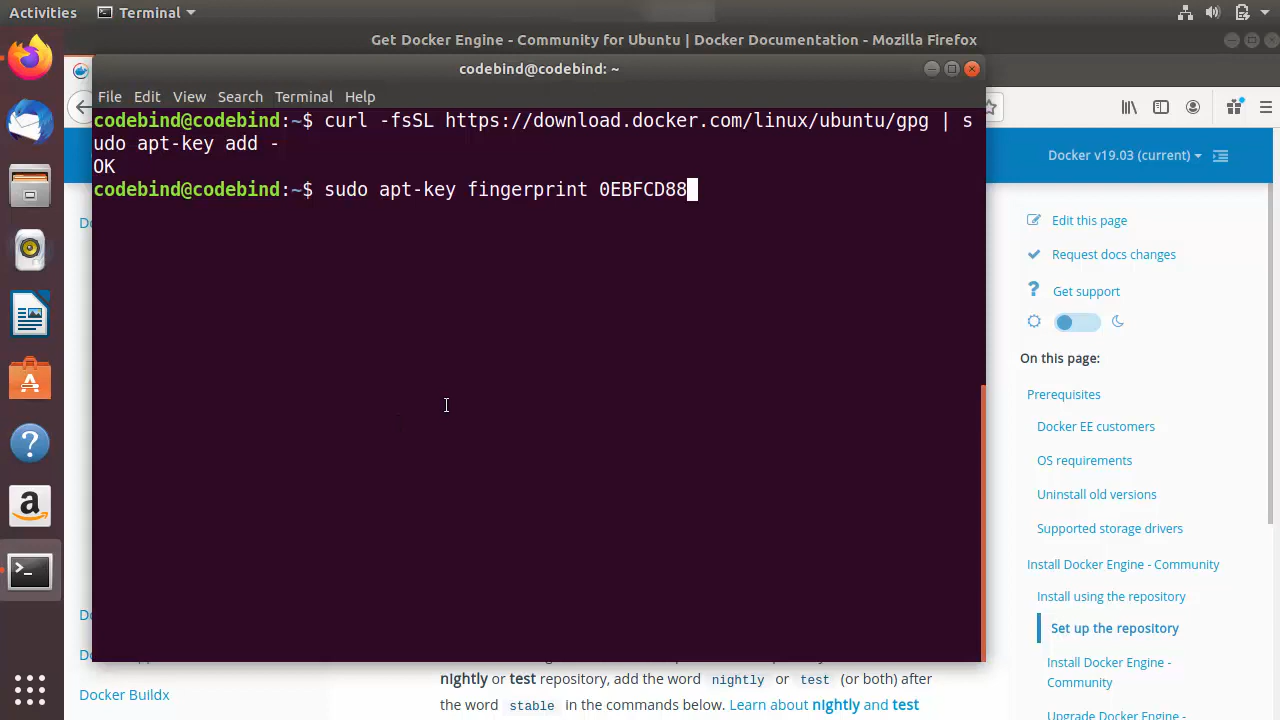 Activities
Terminal
Get Docker Engine - Community for Ubuntu | Docker Documentation - Mozilla Firefox
codebind@codebind: ~
File Edit View Search Terminal Help
codebind@codebind:~$ curl -fsSL https://download.docker.com/linux/ubuntu/gpg | s
udo apt-key add -
OK
codebind@codebind:~$ sudo apt-key fingerprint 0EBFCD88
Docker v19.03 (current)
Edit this page
Request docs changes
Get support
On this page:
Prerequisites
Docker EE customers
OS requirements
Uninstall old versions
Supported storage drivers
Install Docker Engine - Community
Install using the repository
Set up the repository
Install Docker Engine -
Community
Upgrade Docker Engine -
Docker Buildx
nightly or test repository, add the word nightly or test (or both) after
the word stable in the commands below. Learn about nightly and test